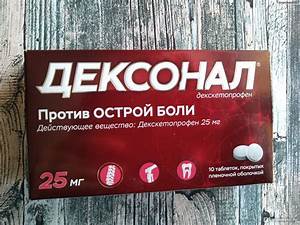 ДЕКСОНАЛ®
декскетопрофен
Против ОСТРОЙ БОЛИ
Действующее вещество: Декскетопрофен 25 мг
25 мг
10 таблеток, покрытых
пленочной оболочкой